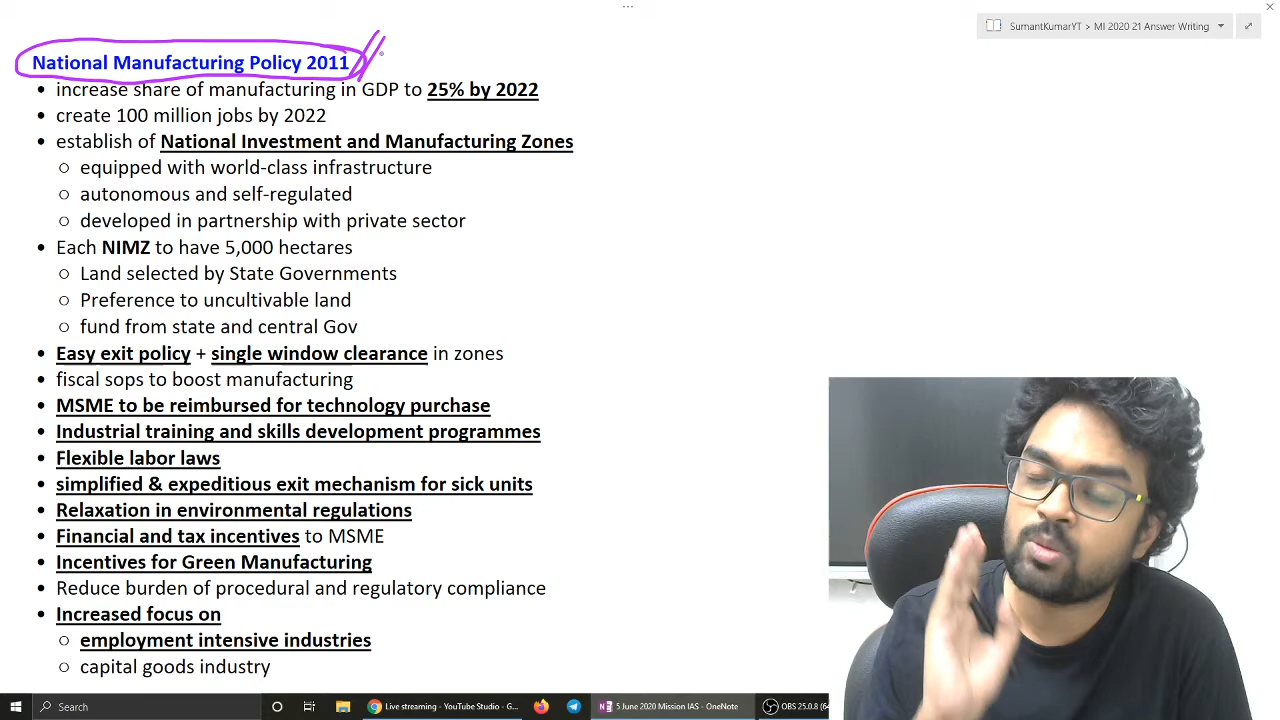 SumantKumarYT > MI 2020 21 Answer Writing
National Manufacturing Policy 2011
• increase share of manufacturing in GDP to 25% by 2022
• create 100 million jobs by 2022
• establish of National Investment and Manufacturing Zones
○ equipped with world-class infrastructure
○ autonomous and self-regulated
○ developed in partnership with private sector
• Each NIMZ to have 5,000 hectares
○ Land selected by State Governments
○ Preference to uncultivable land
○ fund from state and central Gov
• Easy exit policy + single window clearance in zones
• fiscal sops to boost manufacturing
• MSME to be reimbursed for technology purchase
• Industrial training and skills development programmes
• Flexible labor laws
• simplified & expeditious exit mechanism for sick units
• Relaxation in environmental regulations
• Financial and tax incentives to MSME
• Incentives for Green Manufacturing
• Reduce burden of procedural and regulatory compliance
• Increased focus on
○ employment intensive industries
○ capital goods industry
Search
Live streaming - YouTube Studio - G...
5 June 2020 Mission IAS - OneNote
OBS 25.0.8 (64